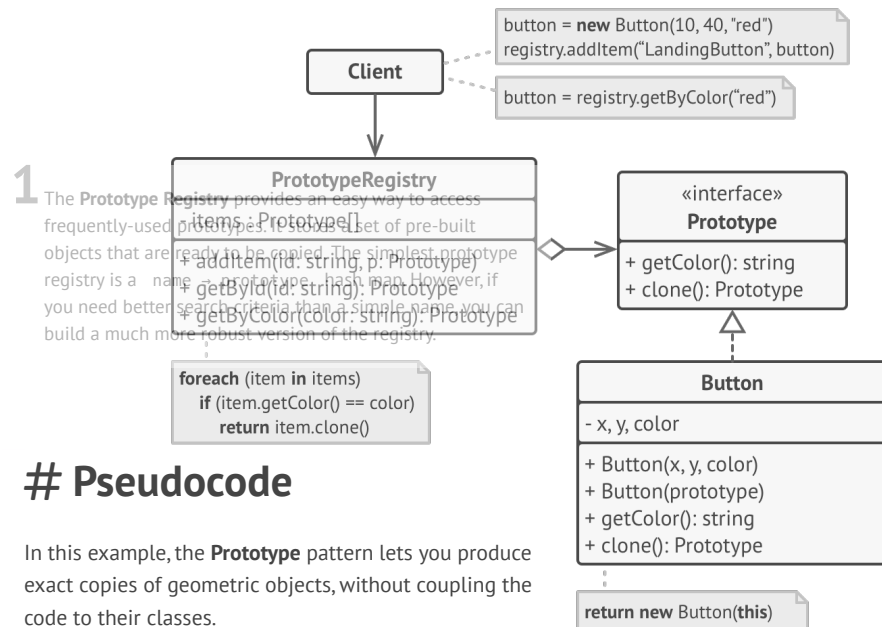 button = new Button(10, 40, "red")
registry.addItem(“LandingButton”, button)
Client
button = registry.getByColor(“red”)
PrototypeRegistry
- items : Prototype[]
+ addItem(id: string, p: Prototype)
+ getById(id: string): Prototype
+ getByColor(color: string): Prototype
1
The Prototype Registry provides an easy way to access
frequently-used prototypes. It stores a set of pre-built
objects that are ready to be copied. The simplest prototype
registry is a name → prototype hash map. However, if
you need better search criteria than a simple name, you can
build a much more robust version of the registry.
«interface»
Prototype
+ getColor(): string
+ clone(): Prototype
foreach (item in items)
if (item.getColor() == color)
return item.clone()
Button
- x, y, color
+ Button(x, y, color)
+ Button(prototype)
+ getColor(): string
+ clone(): Prototype
return new Button(this)
# Pseudocode
In this example, the Prototype pattern lets you produce
exact copies of geometric objects, without coupling the
code to their classes.